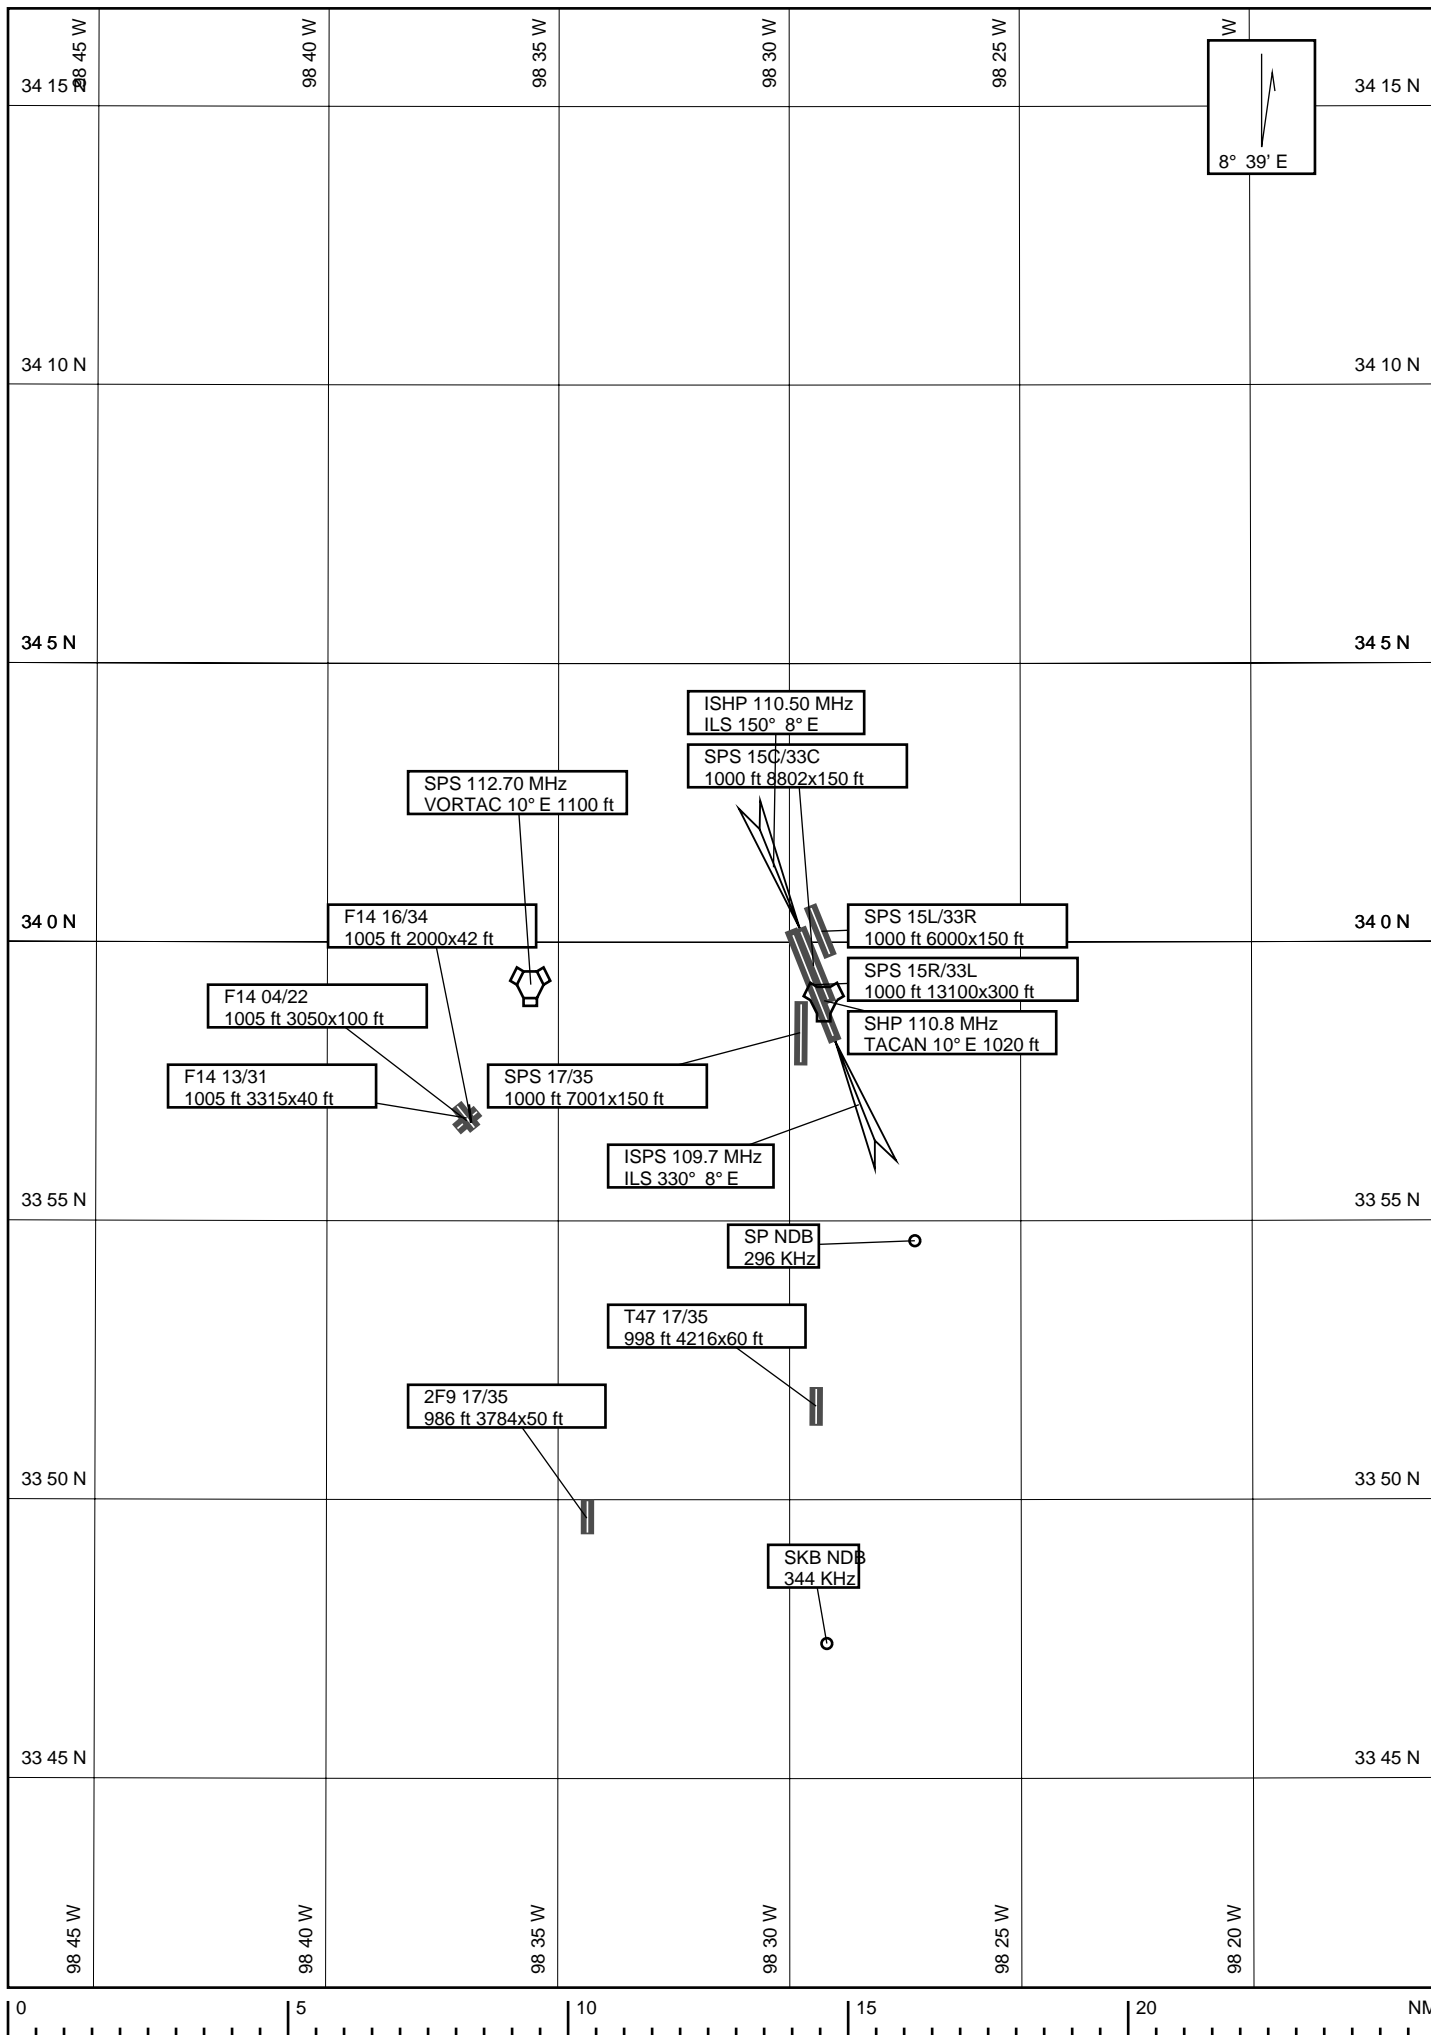 98 45 W
98 40 W
98 35 W
98 30 W
98 25 W
W
34 15 N
34 15 N
8° 39' E
34 10 N
34 10 N
34 5 N
34 5 N
ISHP 110.50 MHz
ILS 150° 8° E
SPS 15C/33C
1000 ft 8802x150 ft
SPS 112.70 MHz
VORTAC 10° E 1100 ft
34 0 N
F14 16/34
1005 ft 2000x42 ft
SPS 15L/33R
1000 ft 6000x150 ft
34 0 N
SPS 15R/33L
1000 ft 13100x300 ft
F14 04/22
1005 ft 3050x100 ft
SHP 110.8 MHz
TACAN 10° E 1020 ft
F14 13/31
1005 ft 3315x40 ft
SPS 17/35
1000 ft 7001x150 ft
ISPS 109.7 MHz
ILS 330° 8° E
33 55 N
33 55 N
SP NDB
296 KHz
T47 17/35
998 ft 4216x60 ft
2F9 17/35
986 ft 3784x50 ft
33 50 N
33 50 N
SKB NDB
344 KHz
33 45 N
33 45 N
98 45 W
98 40 W
98 35 W
98 30 W
98 25 W
98 20 W
0
5
10
15
20
NM